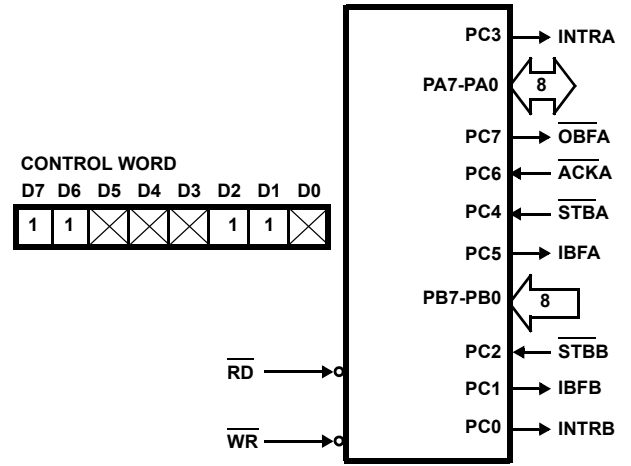 PC3 INTRA
PA7-PA0 8
PC7 OBFA
CONTROL WORD
PC6 ACKA
D7 D6 D5 D4 D3 D2 D1 D0
PC4 STBA
1 1 1 1
PC5 IBFA
PB7-PB0 8
PC2 STBB
RD
PC1 IBFB
PC0 INTRB
WR